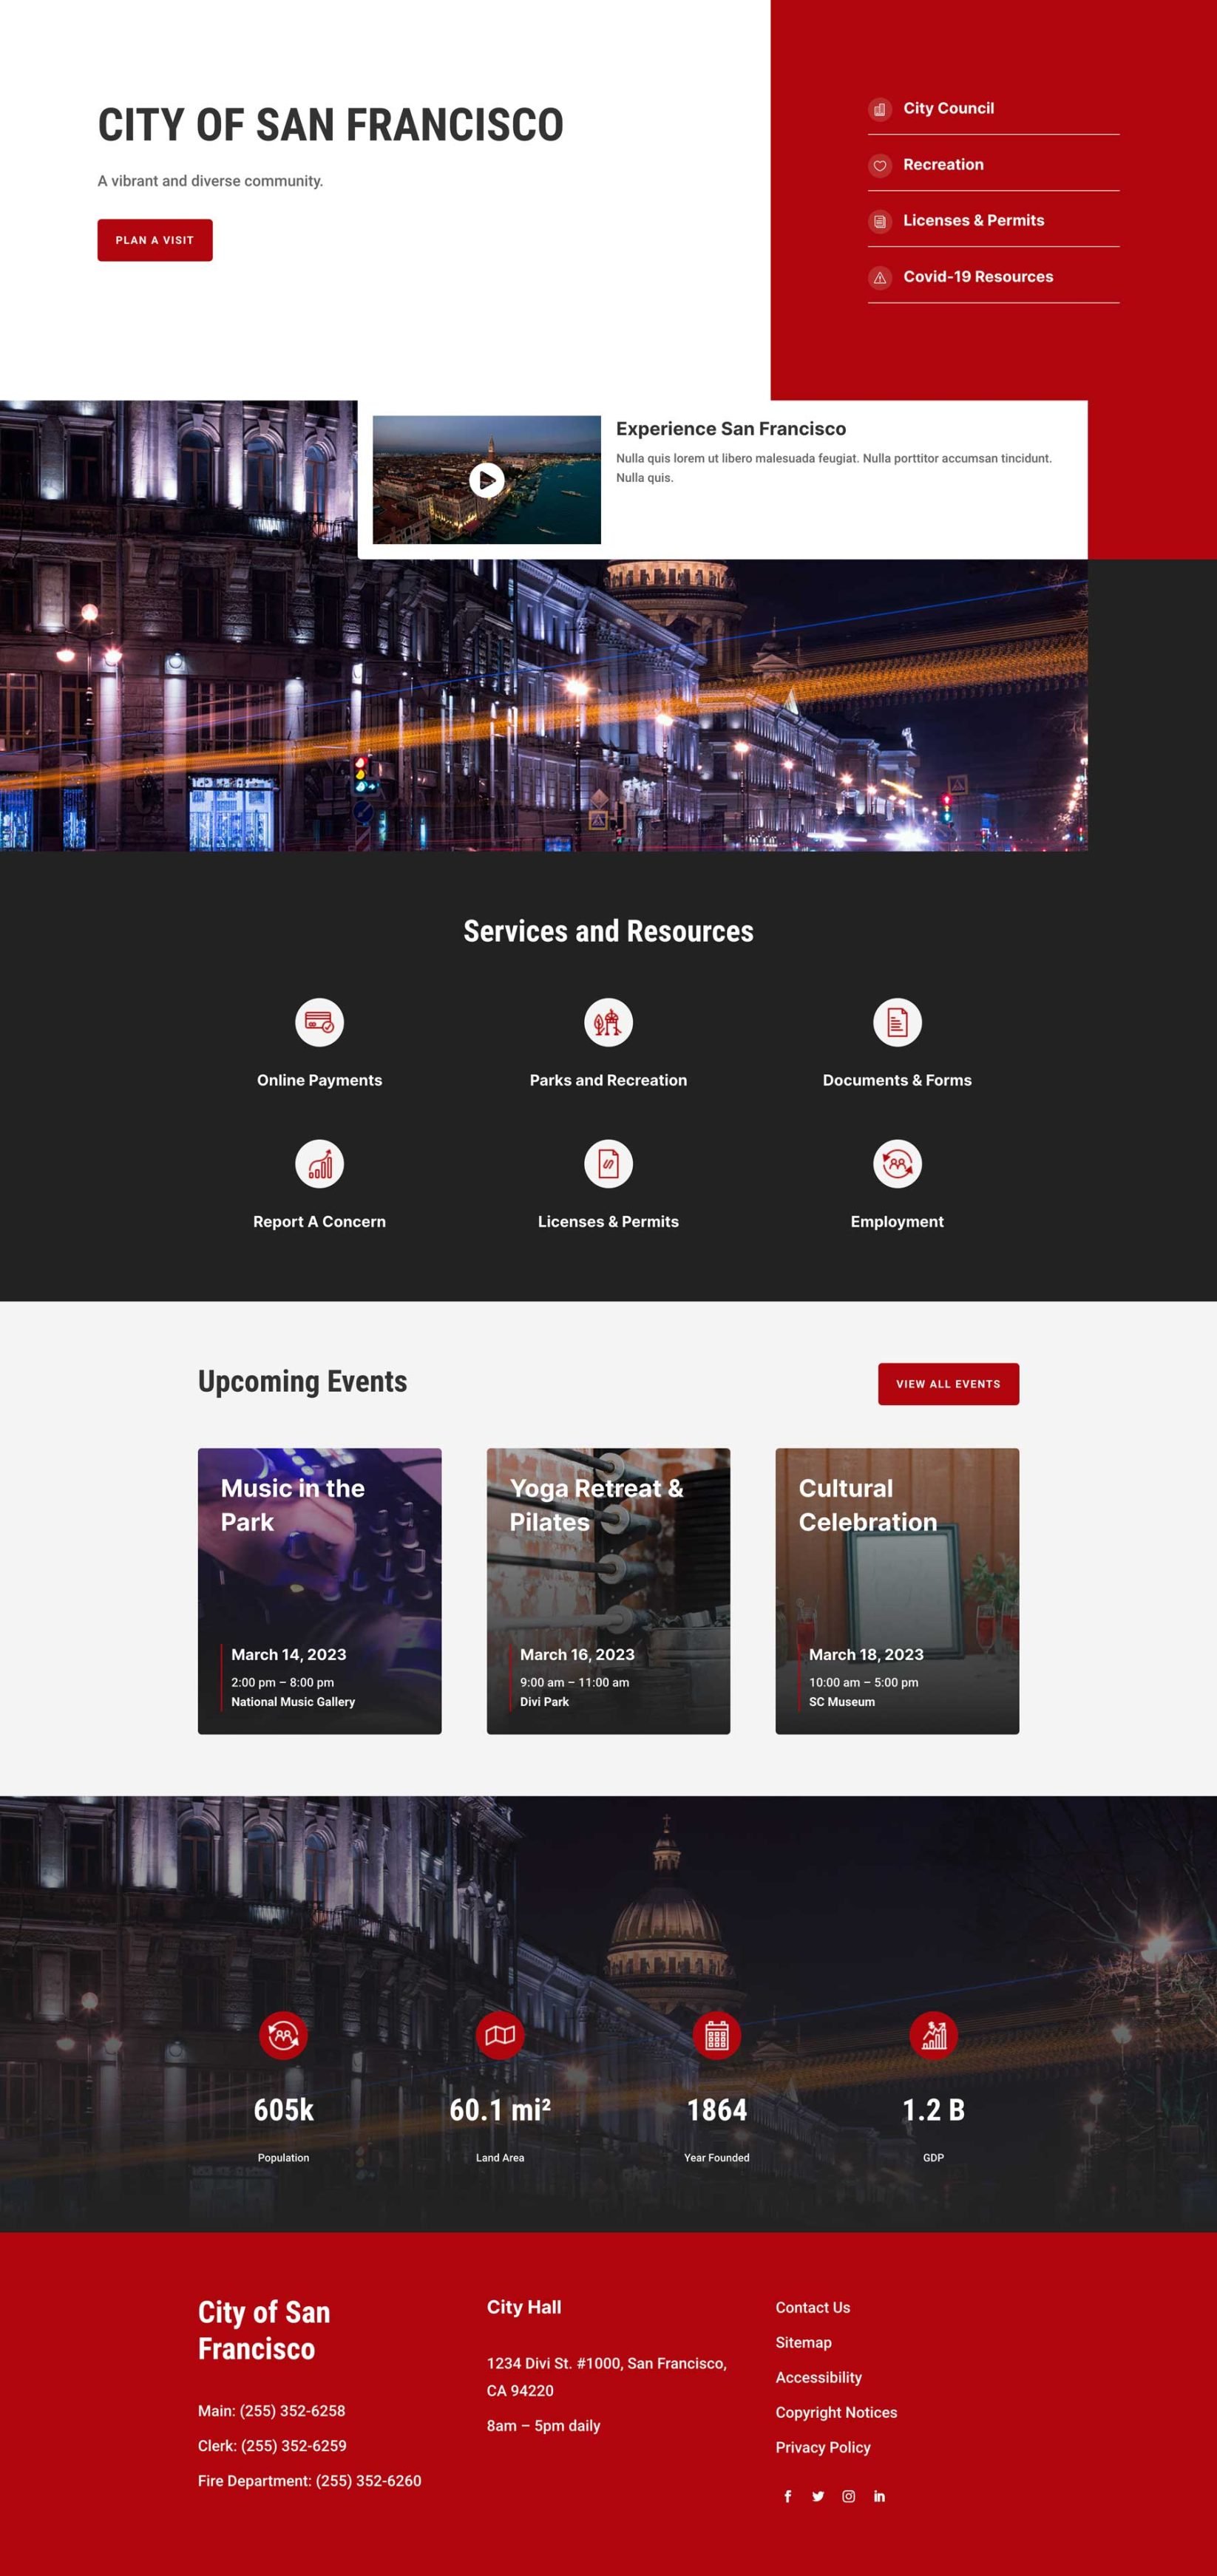 CITY OF SAN FRANCISCO
A vibrant and diverse community.
PLAN A VISIT
City Council
Recreation
Licenses & Permits
Covid-19 Resources
Experience San Francisco
Nulla quis lorem ut libero malesuada feugiat. Nulla porttitor accumsan tincidunt.
Nulla quis.
Services and Resources
Online Payments
Parks and Recreation
Documents & Forms
Report A Concern
Licenses & Permits
Employment
Upcoming Events
VIEW ALL EVENTS
Music in the
Park
March 14, 2023
2:00 pm – 8:00 pm
National Music Gallery
Yoga Retreat &
Pilates
March 16, 2023
9:00 am – 11:00 am
Divi Park
Cultural
Celebration
March 18, 2023
10:00 am – 5:00 pm
SC Museum
605k
Population
60.1 mi²
Land Area
1864
Year Founded
1.2 B
GDP
City of San
Francisco
Main: (255) 352-6258
Clerk: (255) 352-6259
Fire Department: (255) 352-6260
City Hall
1234 Divi St. #1000, San Francisco,
CA 94220
8am – 5pm daily
Contact Us
Sitemap
Accessibility
Copyright Notices
Privacy Policy